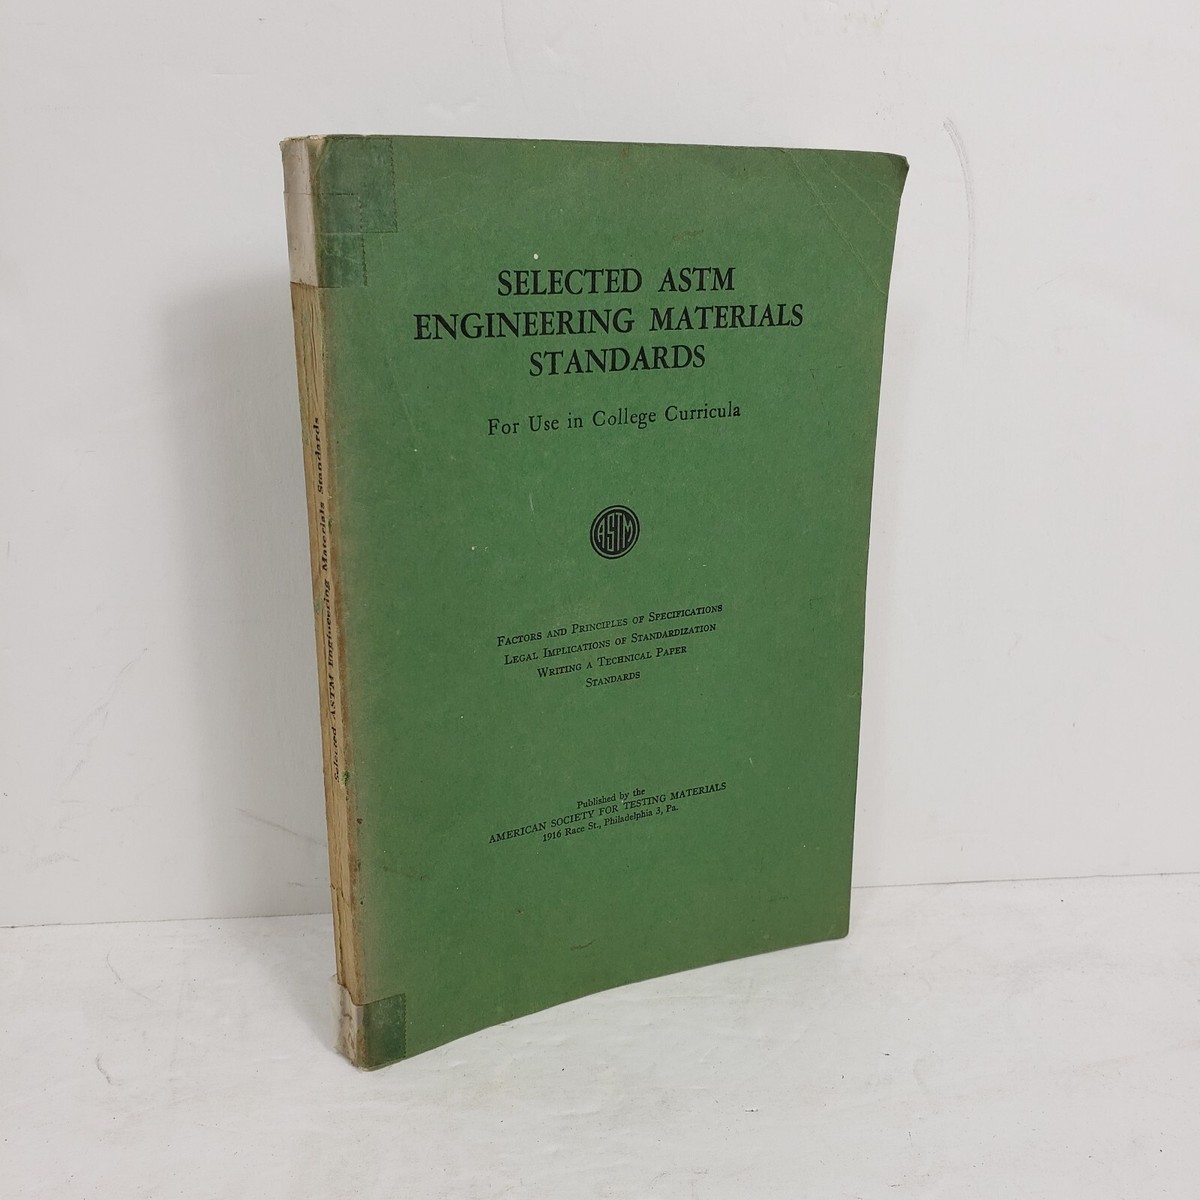 SELECTED ASTM
ENGINEERING MATERIALS
STANDARDS
For Use in College Curricula
ASTM
FACTORS AND PRINCIPLES OF SPECIFICATIONS
LEGAL IMPLICATIONS OF STANDARDIZATION
WRITING A TECHNICAL PAPER
STANDARDS
Published by the
AMERICAN SOCIETY FOR TESTING MATERIALS
1916 Race St., Philadelphia 3, Pa.
Selected ASTM Engineering Materials Standards